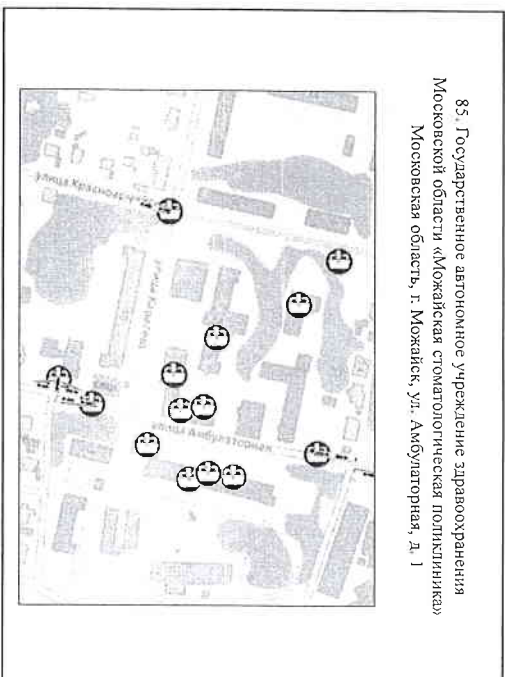 85. Государственное автономное учреждение здравоохранения
Московской области «Можайская стоматологическая поликлиника»
Московская область, г. Можайск, ул. Амбулаторная, д. 1
улица Амбулаторная